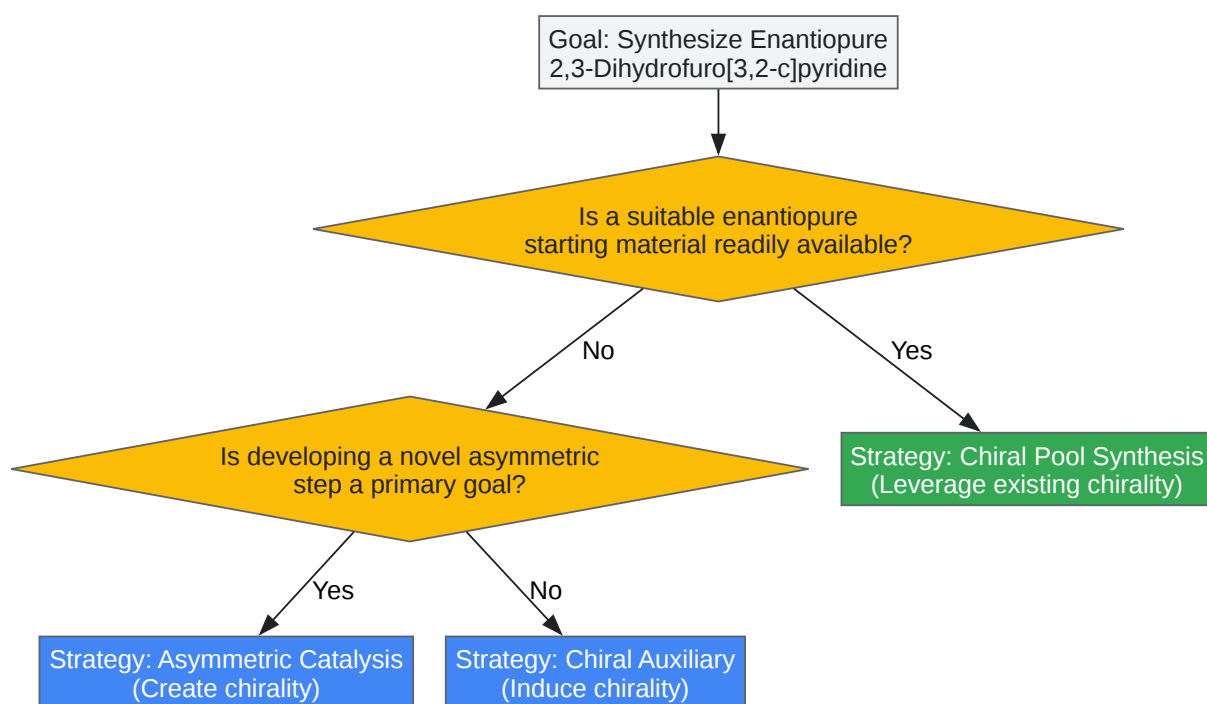 Goal: Synthesize Enantiopure
2,3-Dihydrofuro[3,2-c]pyridine
Is a suitable enantiopure
starting material readily available?
No
Yes
Is developing a novel asymmetric
step a primary goal?
Strategy: Chiral Pool Synthesis
(Leverage existing chirality)
Yes
No
Strategy: Asymmetric Catalysis
(Create chirality)
Strategy: Chiral Auxiliary
(Induce chirality)